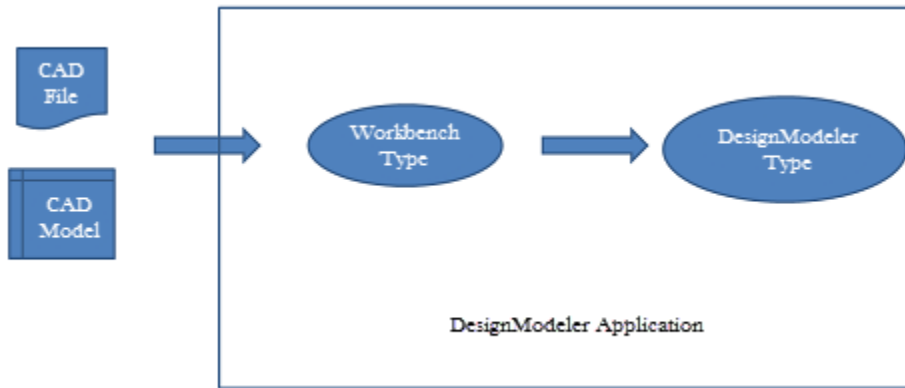 CAD
File
CAD
Model
Workbench
Type
DesignModeler
Type
DesignModeler Application